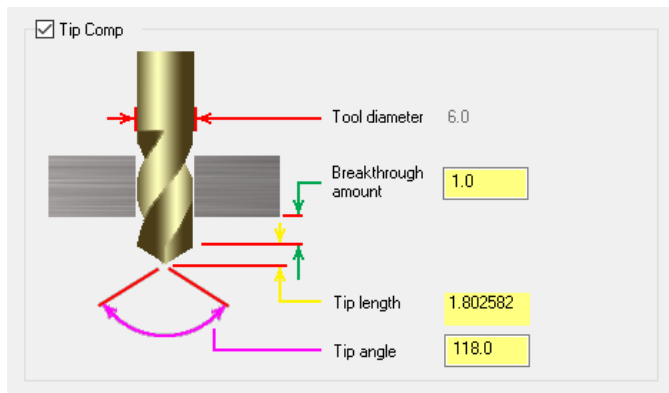 Tip Comp
Tool diameter 6.0
Breakthrough
amount 1.0
Tip length 1.802582
Tip angle 118.0